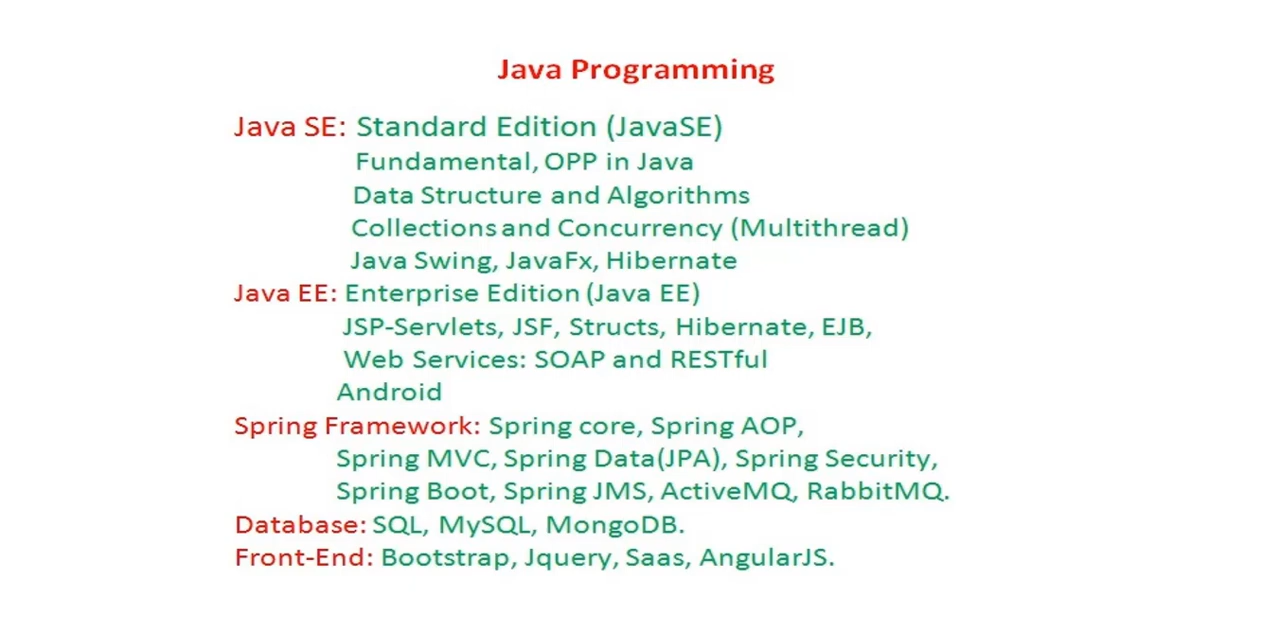 Java Programming
Java SE: Standard Edition (JavaSE)
Fundamental, OPP in Java
Data Structure and Algorithms
Collections and Concurrency (Multithread)
Java Swing, JavaFx, Hibernate
Java EE: Enterprise Edition (Java EE)
JSP-Servlets, JSF, Structs, Hibernate, EJB,
Web Services: SOAP and RESTful
Android
Spring Framework: Spring core, Spring AOP,
Spring MVC, Spring Data(JPA), Spring Security,
Spring Boot, Spring JMS, ActiveMQ, RabbitMQ.
Database: SQL, MySQL, MongoDB.
Front-End: Bootstrap, Jquery, Saas, AngularJS.